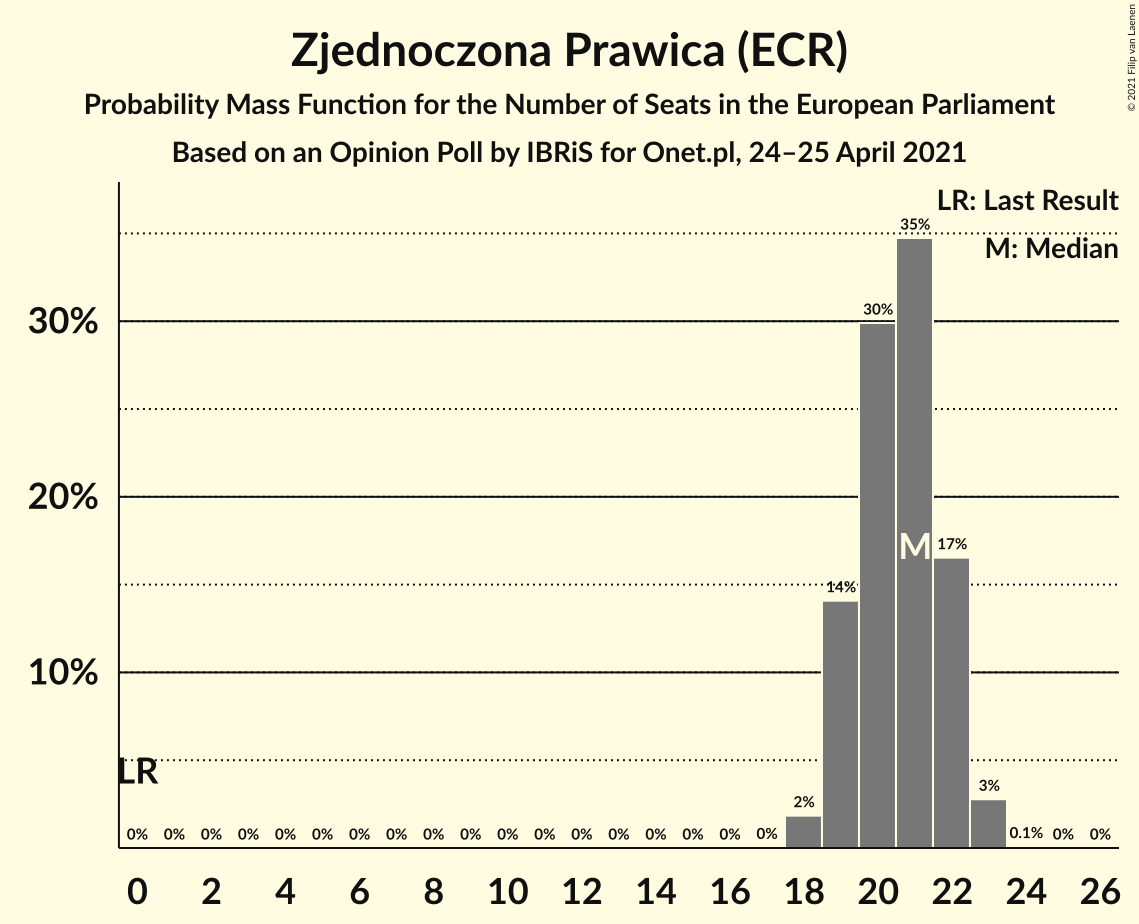 Zjednoczona Prawica (ECR)
Probability Mass Function for the Number of Seats in the European Parliament
Based on an Opinion Poll by IBRiS for Onet.pl, 24–25 April 2021
© 2021 Filip van Laenen
LR: Last Result
M: Median
30%
20%
10%
35%
30%
M
17%
14%
LR
2%
3%
0% 0% 0% 0% 0% 0% 0% 0% 0% 0% 0% 0% 0% 0% 0% 0% 0% 0% 0.1% 0% 0%
0 2 4 6 8 10 12 14 16 18 20 22 24 26